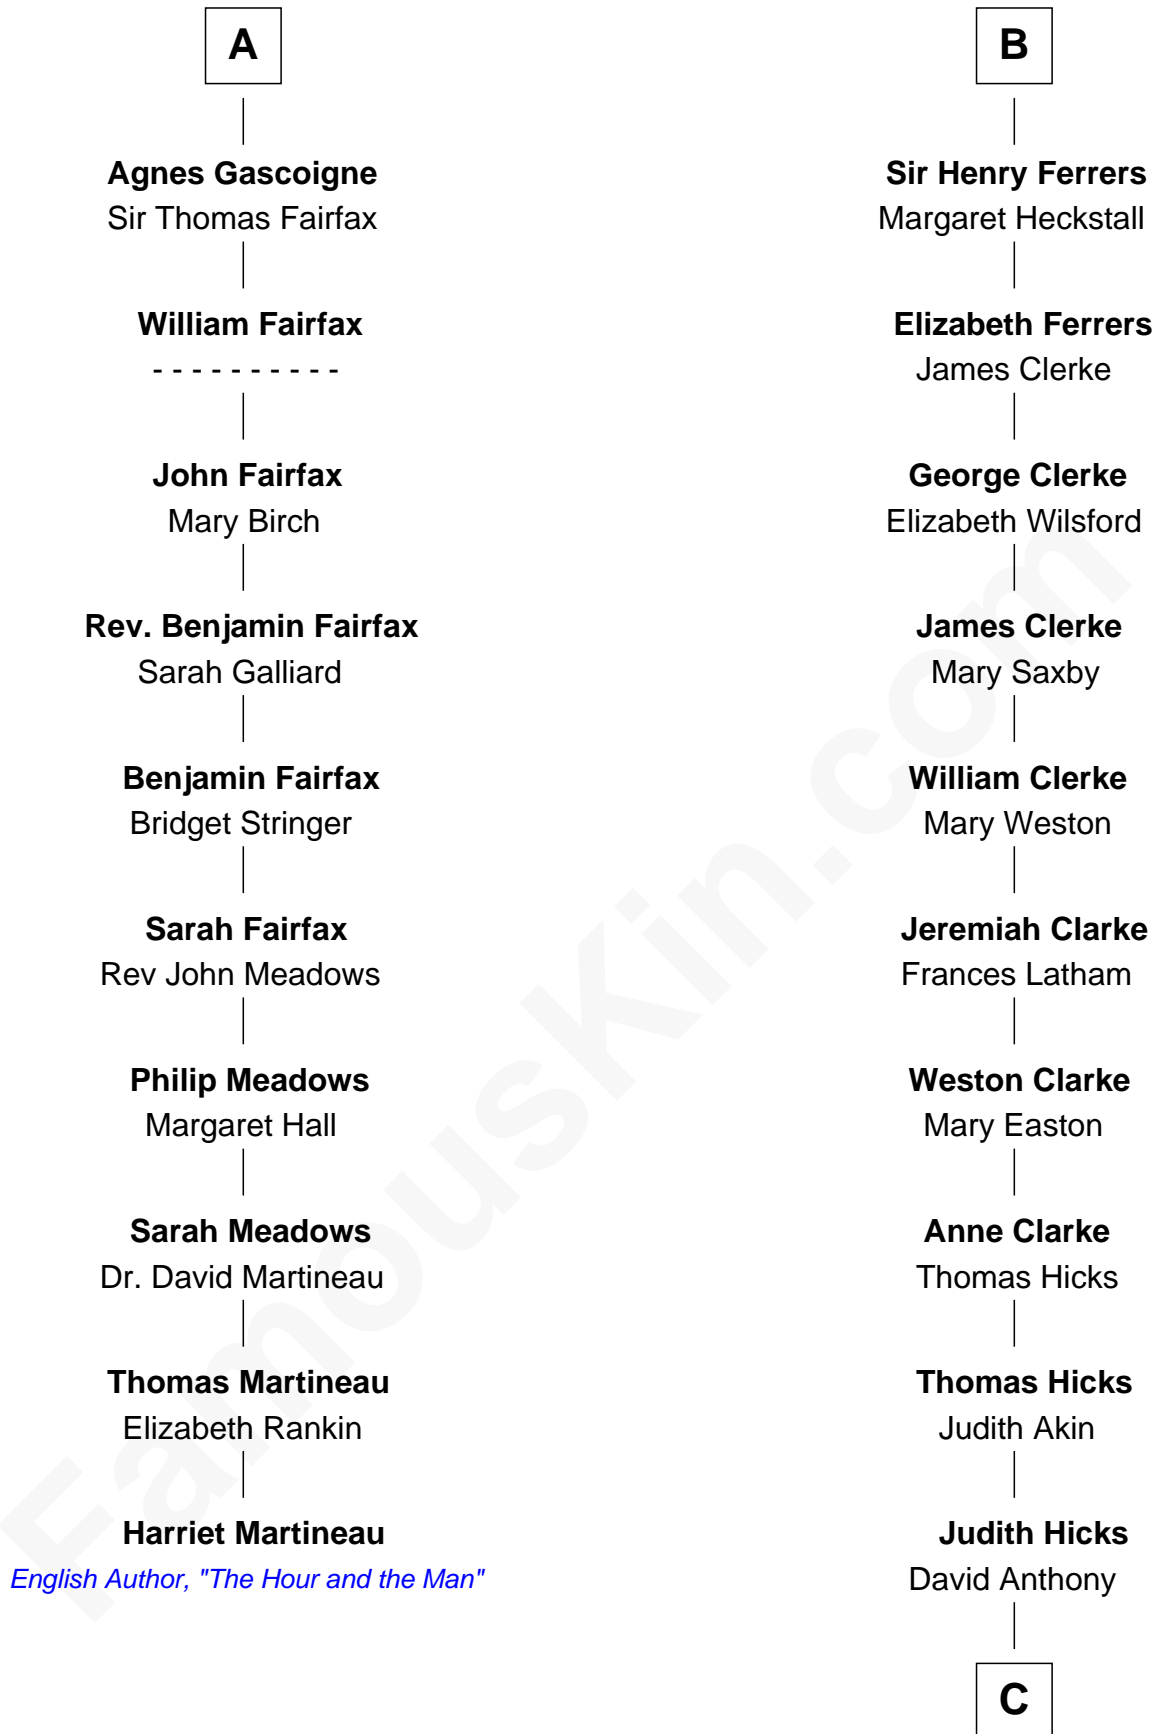 A
Agnes Gascoigne
Sir Thomas Fairfax
William Fairfax
- - - - - - - - - -
John Fairfax
Mary Birch
Rev. Benjamin Fairfax
Sarah Galliard
Benjamin Fairfax
Bridget Stringer
Sarah Fairfax
Rev John Meadows
Philip Meadows
Margaret Hall
Sarah Meadows
Dr. David Martineau
Thomas Martineau
Elizabeth Rankin
Harriet Martineau
English Author, "The Hour and the Man"
B
Sir Henry Ferrers
Margaret Heckstall
Elizabeth Ferrers
James Clerke
George Clerke
Elizabeth Wilsford
James Clerke
Mary Saxby
William Clerke
Mary Weston
Jeremiah Clarke
Frances Latham
Weston Clarke
Mary Easton
Anne Clarke
Thomas Hicks
Thomas Hicks
Judith Akin
Judith Hicks
David Anthony
C
FamousKin.com